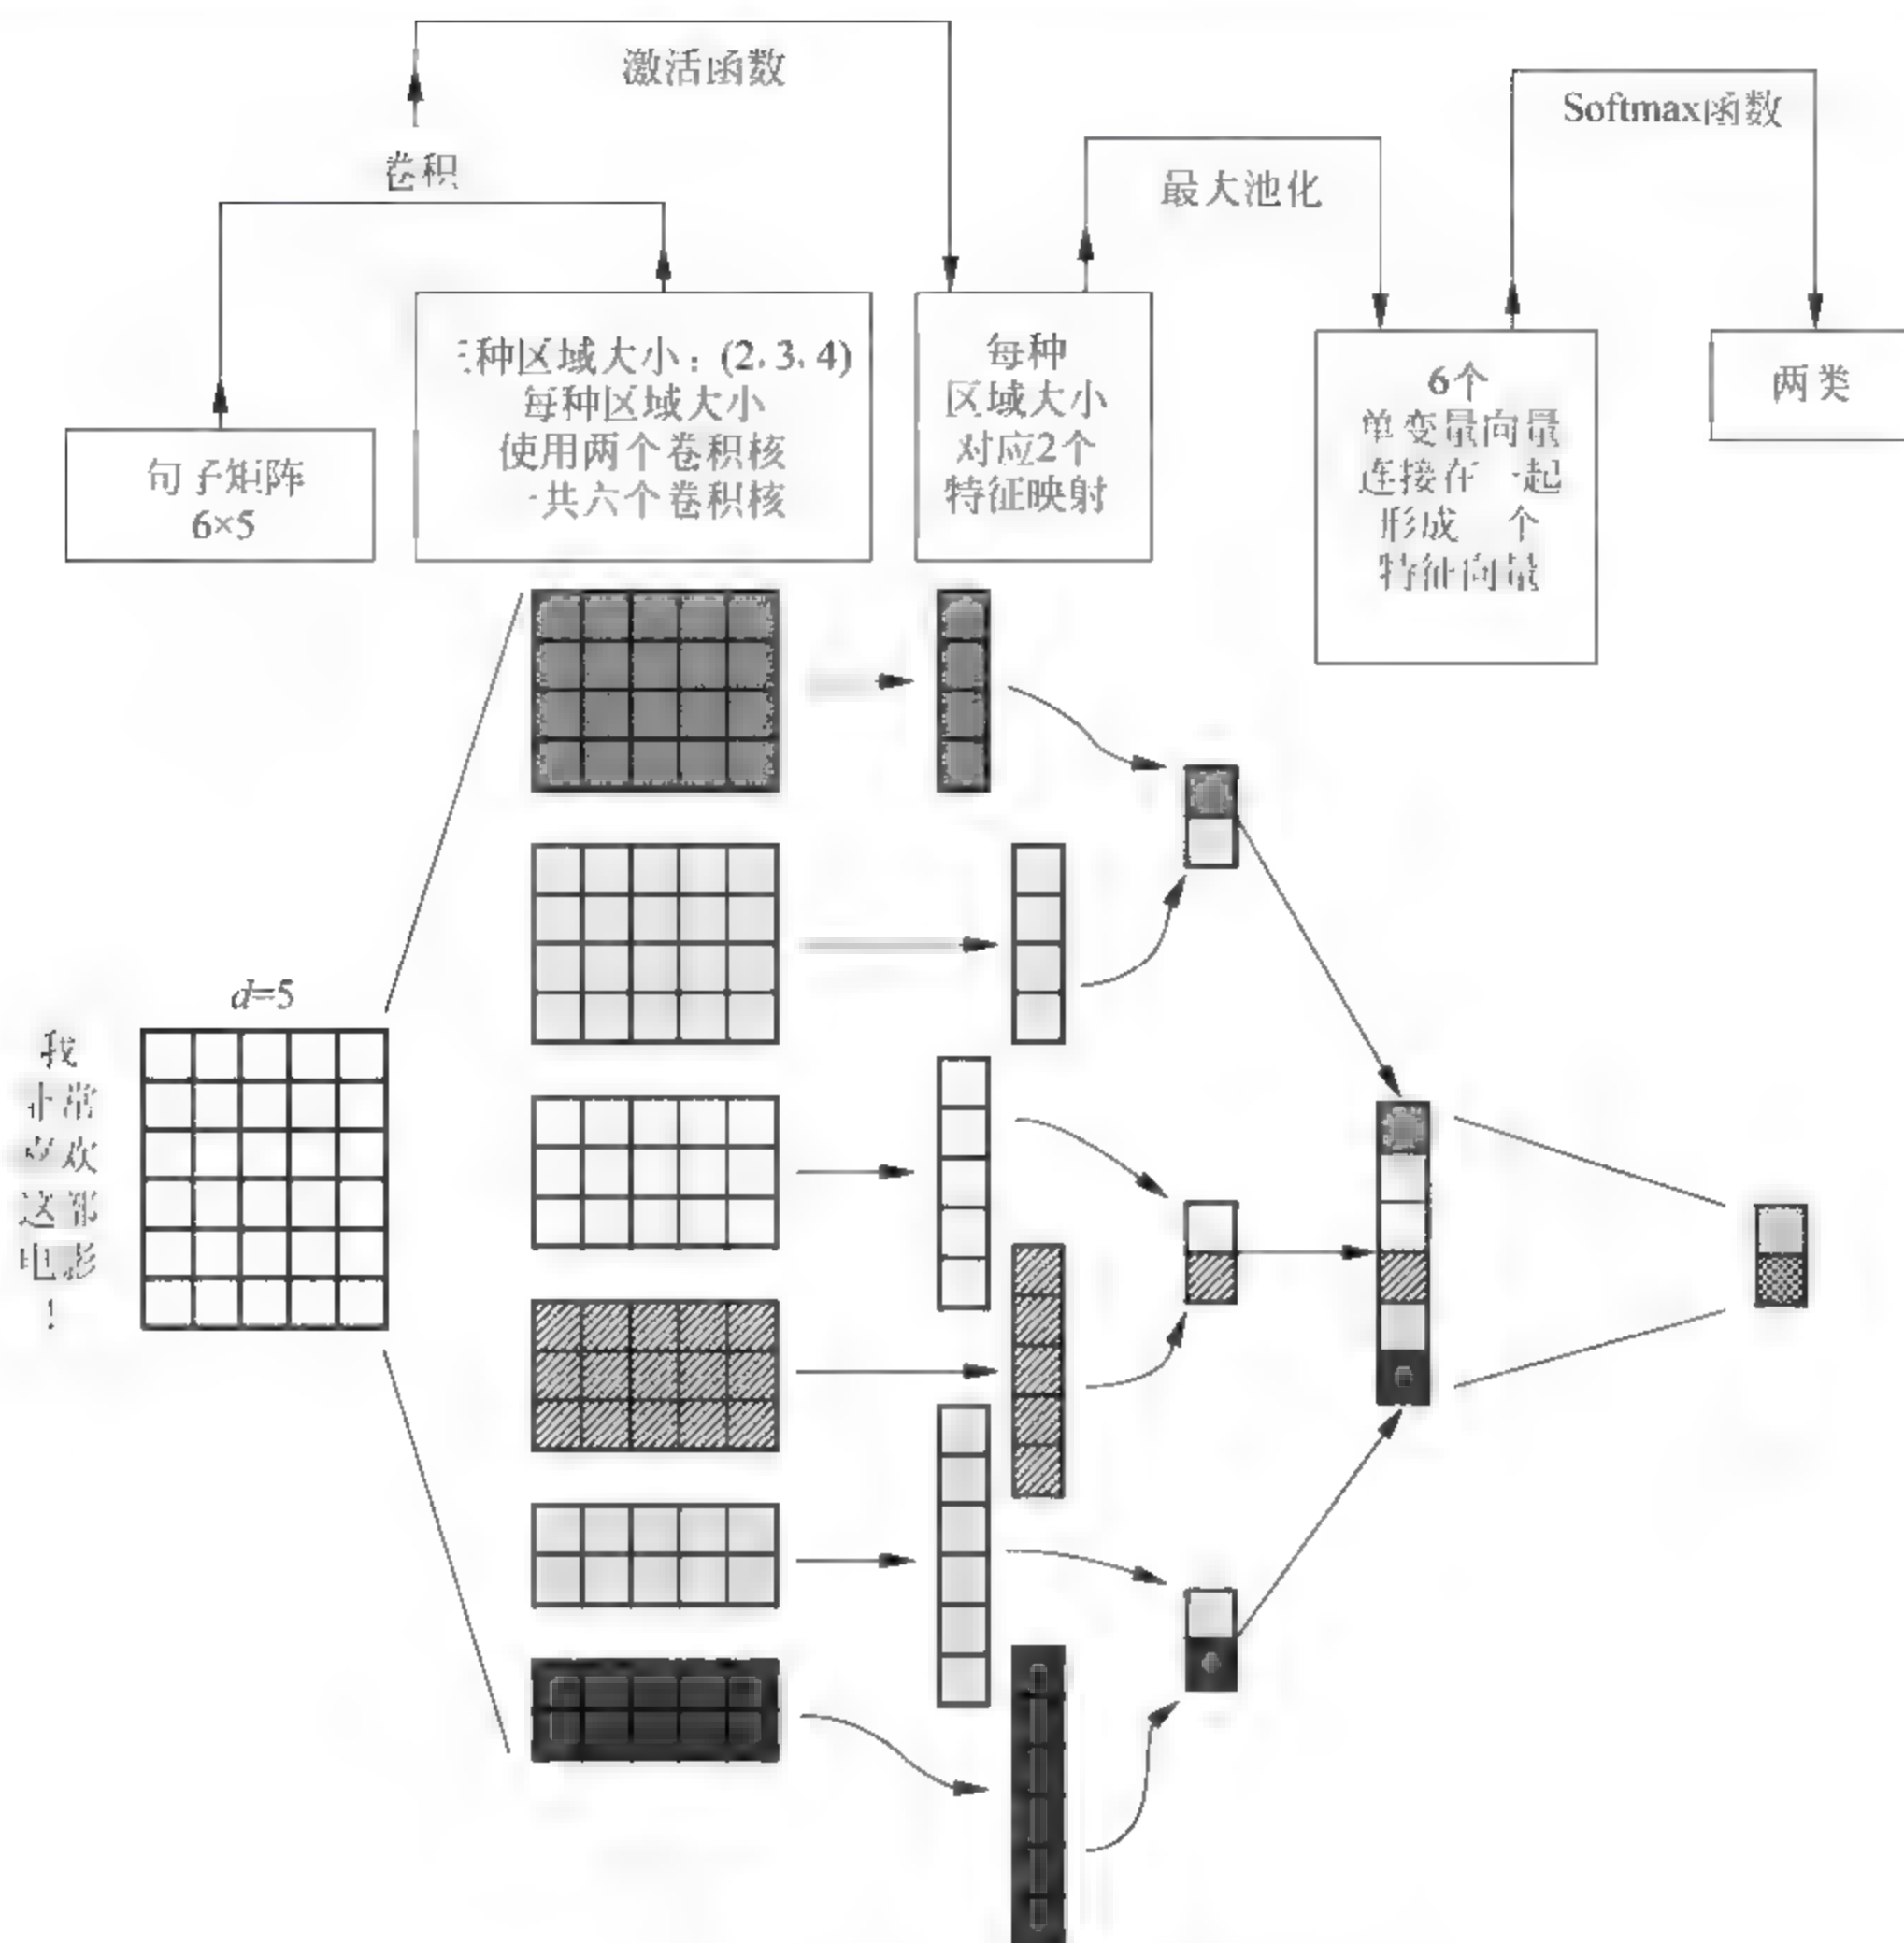 激活函数
Softmax函数
卷积
最大池化
种区域大小：(2，3，4)
每种区域大小
使用两个卷积核
共六个卷积核
每种
区域大小
对应2个
特征映射
6个
单变量向量
连接在 一起
形成 个
特征向量
两类
句子矩阵
6×5
d=5
我
非常
喜欢
这部
电影
！